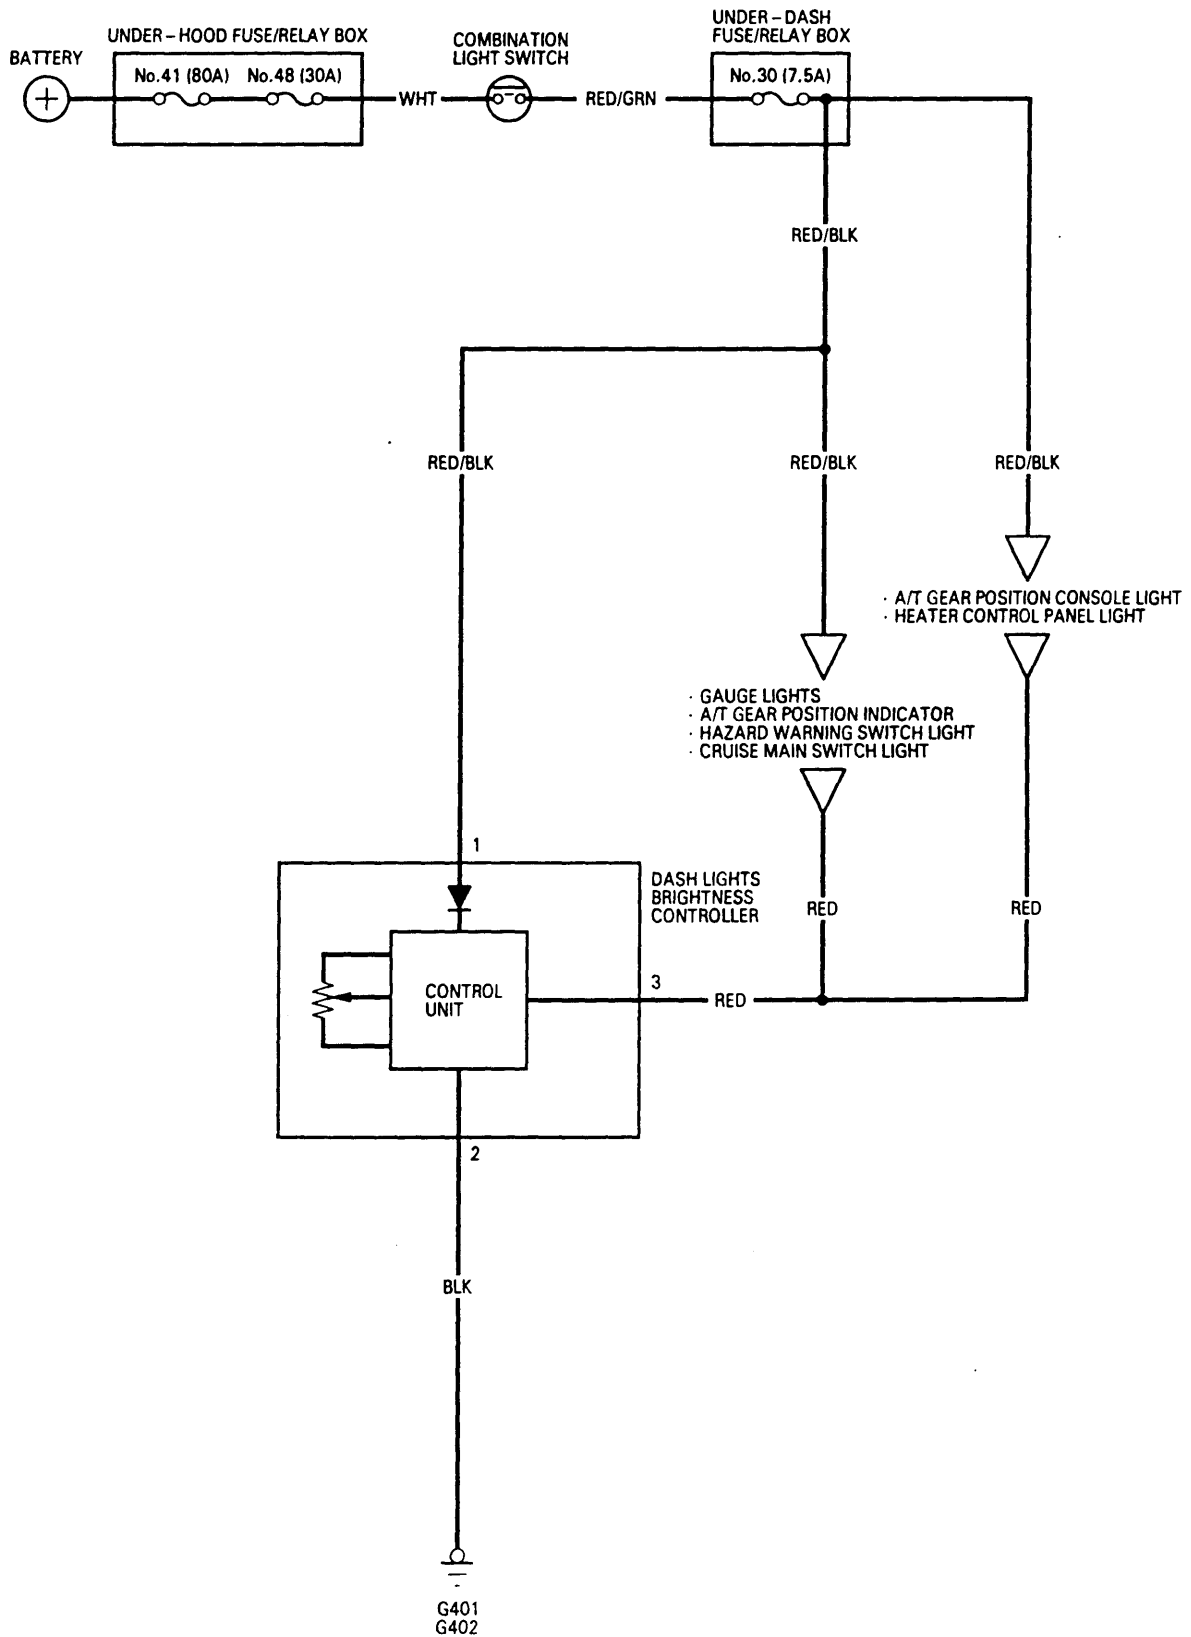 BATTERY
UNDER – HOOD FUSE/RELAY BOX
No.41 (80A) No.48 (30A)
WHT
COMBINATION
LIGHT SWITCH
RED/GRN
UNDER – DASH
FUSE/RELAY BOX
No.30 (7.5A)
RED/BLK
RED/BLK
RED/BLK
RED/BLK
· A/T GEAR POSITION CONSOLE LIGHT
· HEATER CONTROL PANEL LIGHT
· GAUGE LIGHTS
· A/T GEAR POSITION INDICATOR
· HAZARD WARNING SWITCH LIGHT
· CRUISE MAIN SWITCH LIGHT
1
DASH LIGHTS
BRIGHTNESS
CONTROLLER
RED
RED
CONTROL
UNIT
3
RED
2
BLK
G401
G402